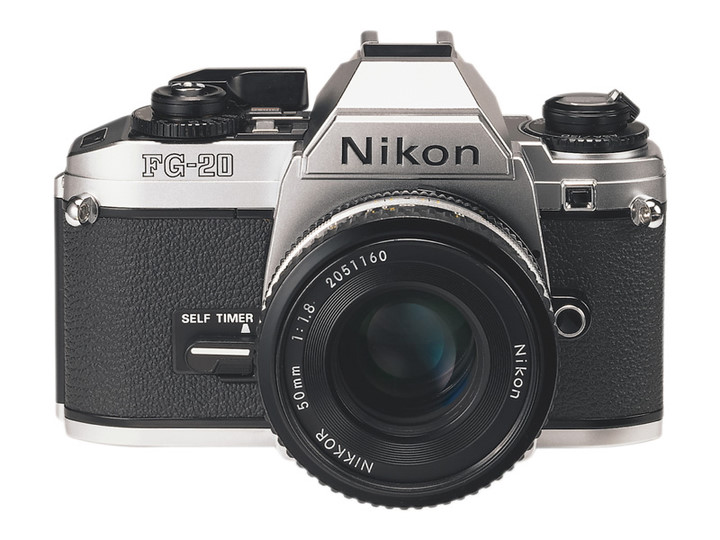 Nikon
FG-20
SELF TIMER
NIKKOR 50mm 1:1.8 2051160
Nikon